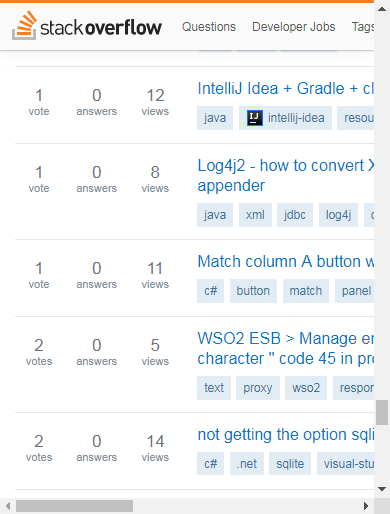 stackoverflow Questions Developer Jobs Tags
IntelliJ Idea + Gradle +
1 0 12
vote answers views
java intellij-idea resou
Log4j2 - how to convert X
appender
1 0 8
vote answers views
java xml jdbc log4j
Match column A button w
1 0 11
vote answers views
c# button match panel
WSO2 ESB > Manage er
character " code 45 in pro
2 0 5
votes answers views
text proxy wso2 respon
not getting the option sqli
2 0 14
votes answers views
c# .net sqlite visual-stu